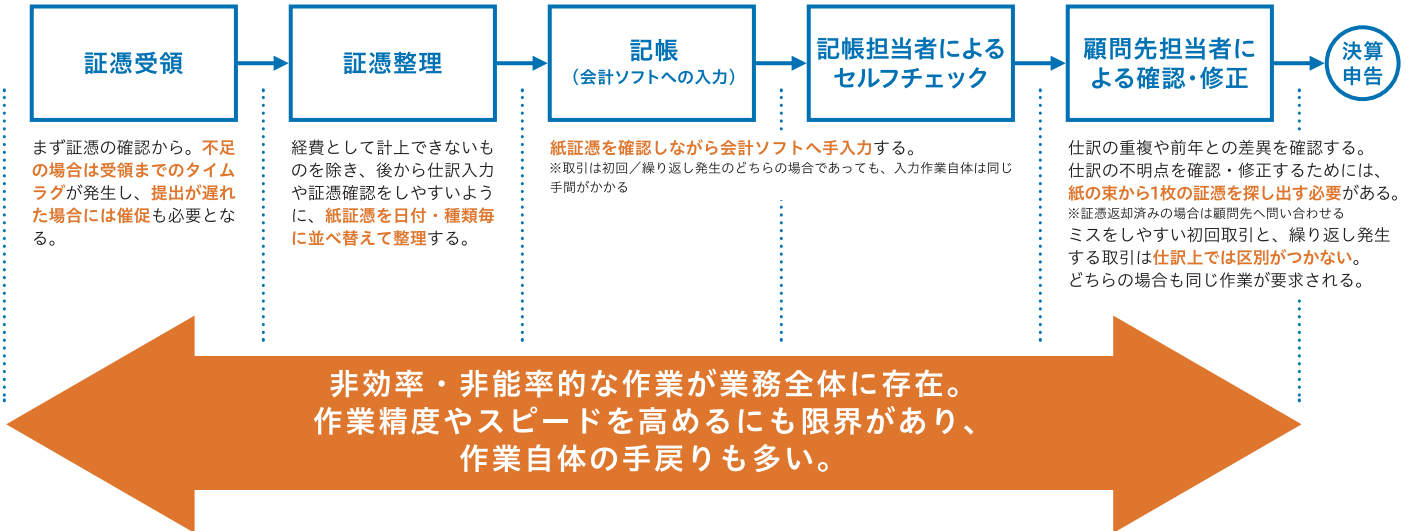 証憑受領
証憑整理
記帳
（会計ソフトへの入力）
記帳担当者による
セルフチェック
顧問先担当者に
よる確認・修正
決算
申告
まず証憑の確認から。不足
の場合は受領までのタイム
ラグが発生し、提出が遅れ
た場合には催促も必要とな
る。
経費として計上できないも
のを除き、後から仕訳入力
や証憑確認をしやすいよう
に、紙証憑を日付・種類毎
に並べ替えて整理する。
紙証憑を確認しながら会計ソフトへ手入力する。
※取引は初回／繰り返し発生のどちらの場合であっても、入力作業自体は同じ
手間がかかる
仕訳の重複や前年との差異を確認する。
仕訳の不明点を確認・修正するためには、
紙の束から1枚の証憑を探し出す必要がある。
※証憑返却済みの場合は顧問先へ問い合わせる
ミスをしやすい初回取引と、繰り返し発生
する取引は仕訳上では区別がつかない。
どちらの場合も同じ作業が要求される。
非効率・非能率的な作業が業務全体に存在。
作業精度やスピードを高めるにも限界があり、
作業自体の手戻りも多い。